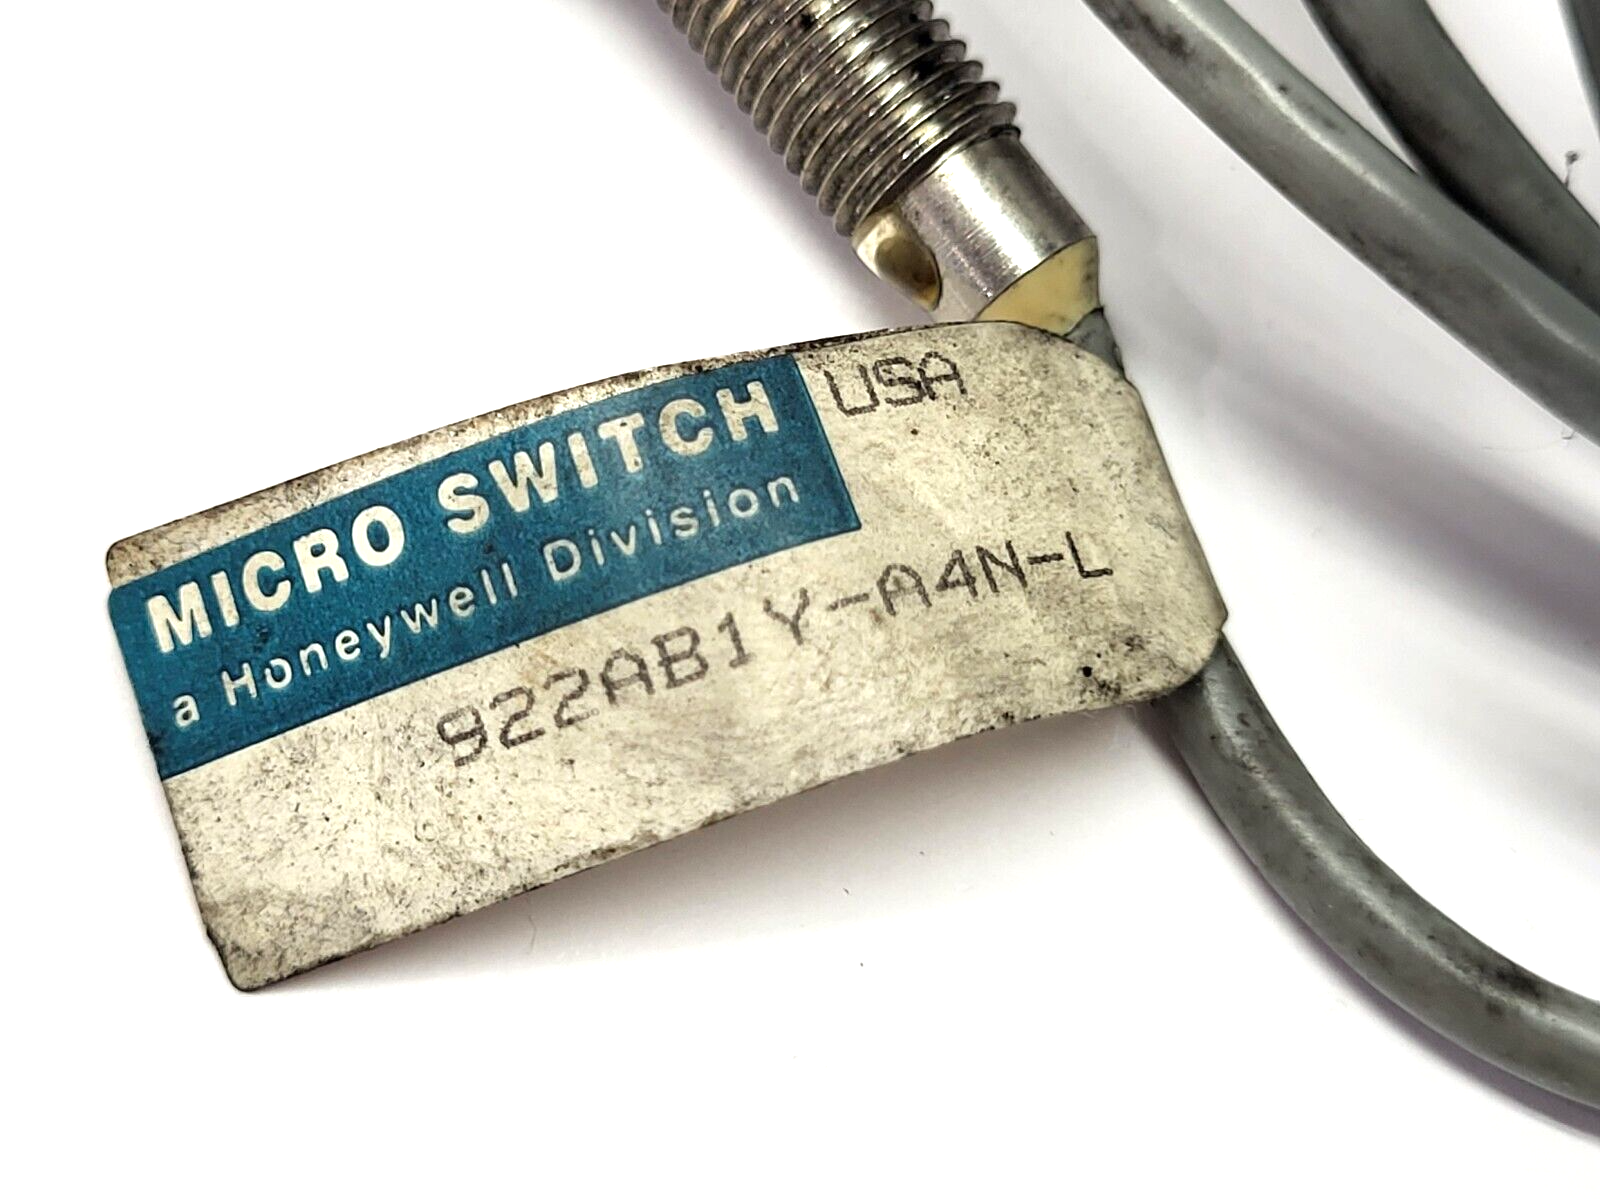 MICRO SWITCH
a Honeywell Division
USA
922AB1Y-A4N-L